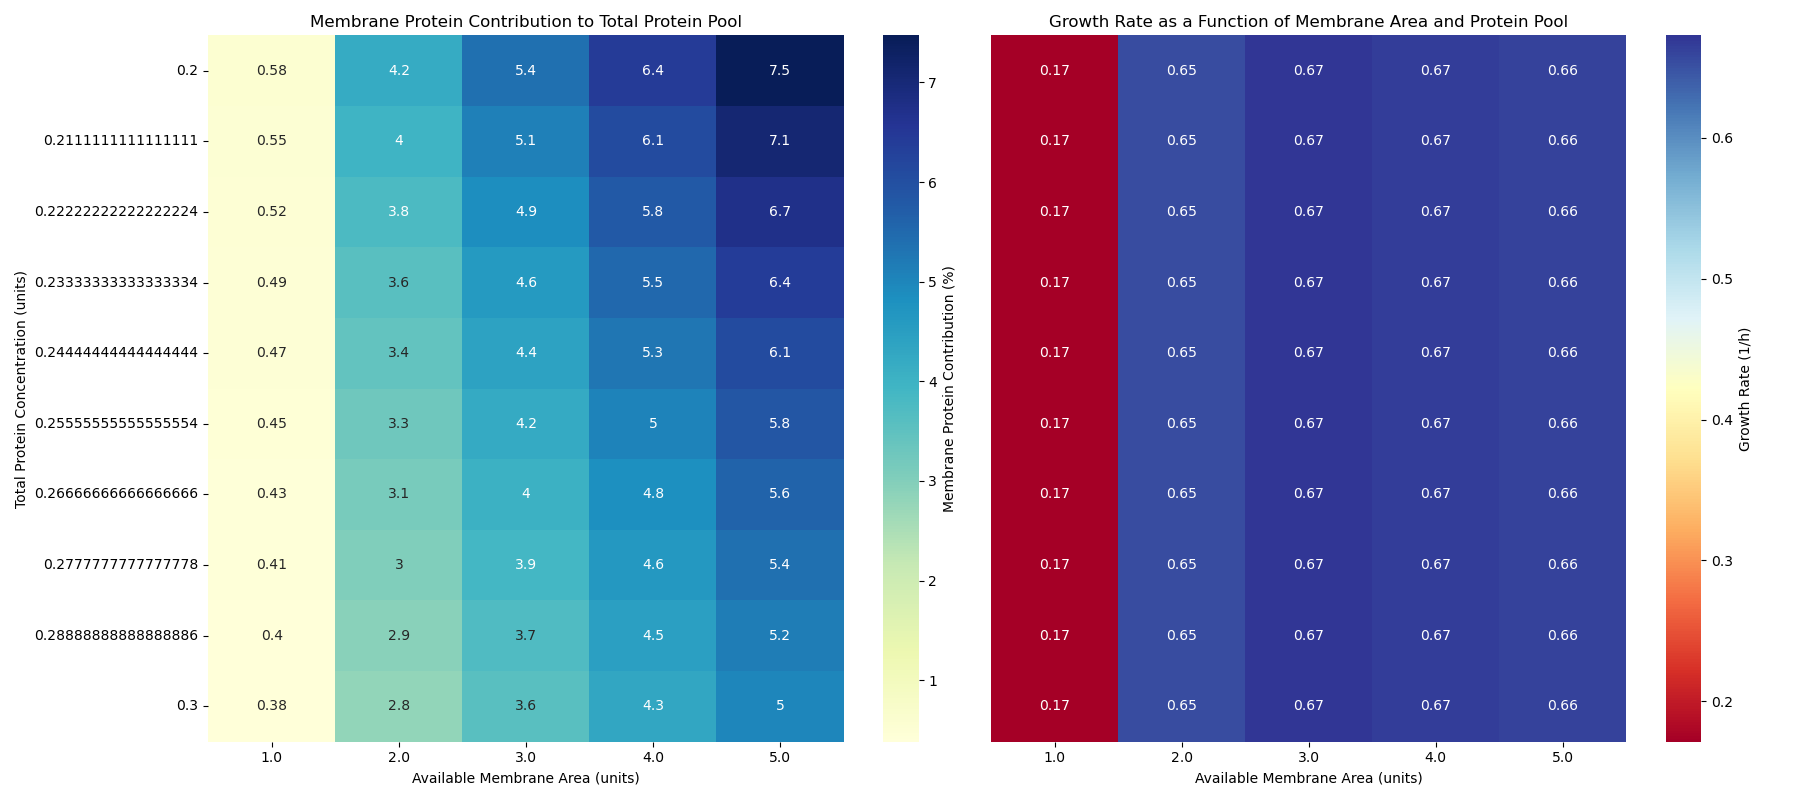 Membrane Protein Contribution to Total Protein Pool
Total Protein Concentration (units)
0.2 0.58 4.2 5.4 6.4 7.5
0.2111111111111111 0.55 4 5.1 6.1 7.1
0.22222222222222224 0.52 3.8 4.9 5.8 6.7
0.23333333333333334 0.49 3.6 4.6 5.5 6.4
0.24444444444444444 0.47 3.4 4.4 5.3 6.1
0.25555555555555554 0.45 3.3 4.2 5 5.8
0.26666666666666666 0.43 3.1 4 4.8 5.6
0.2777777777777778 0.41 3 3.9 4.6 5.4
0.28888888888888886 0.4 2.9 3.7 4.5 5.2
0.3 0.38 2.8 3.6 4.3 5
1.0 2.0 3.0 4.0 5.0
Available Membrane Area (units)
7
6
5
4
3
2
1
Membrane Protein Contribution (%)
Growth Rate as a Function of Membrane Area and Protein Pool
0.17 0.65 0.67 0.67 0.66
0.17 0.65 0.67 0.67 0.66
0.17 0.65 0.67 0.67 0.66
0.17 0.65 0.67 0.67 0.66
0.17 0.65 0.67 0.67 0.66
0.17 0.65 0.67 0.67 0.66
0.17 0.65 0.67 0.67 0.66
0.17 0.65 0.67 0.67 0.66
0.17 0.65 0.67 0.67 0.66
0.17 0.65 0.67 0.67 0.66
1.0 2.0 3.0 4.0 5.0
Available Membrane Area (units)
0.6
0.5
0.4
0.3
0.2
Growth Rate (1/h)